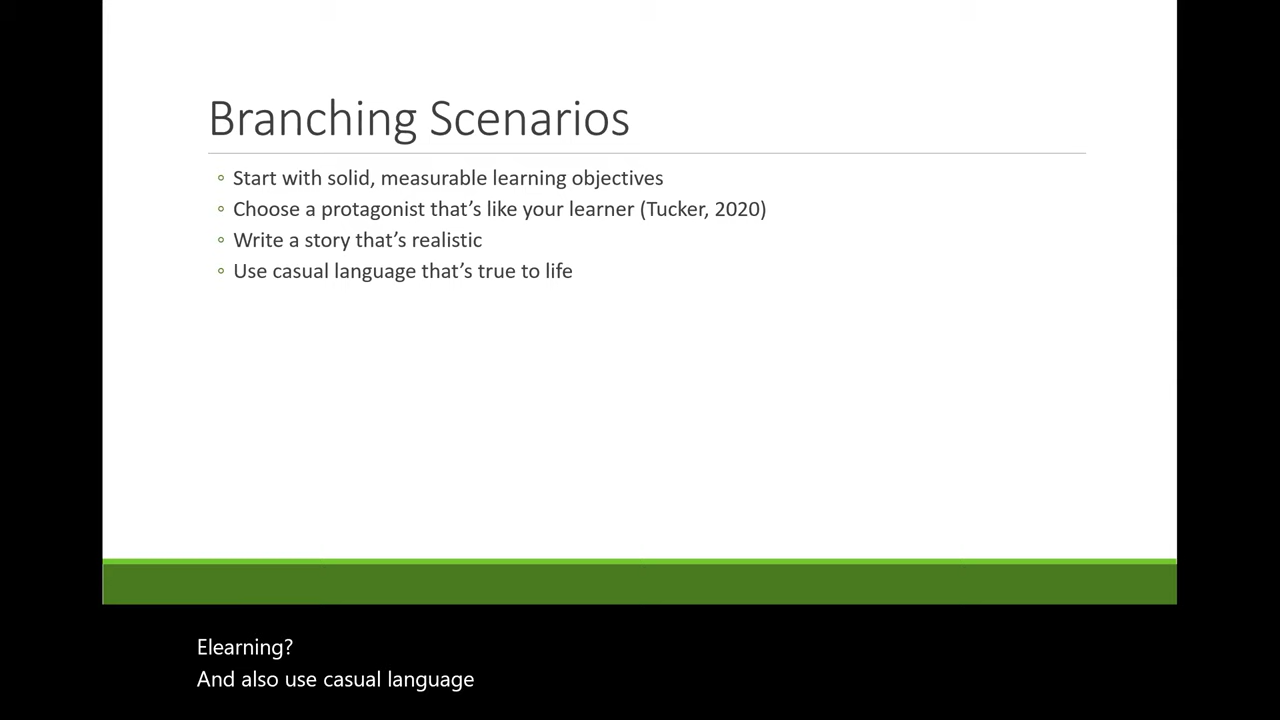 Branching Scenarios
◦ Start with solid, measurable learning objectives
◦ Choose a protagonist that’s like your learner (Tucker, 2020)
◦ Write a story that’s realistic
◦ Use casual language that’s true to life
Elearning?
And also use casual language